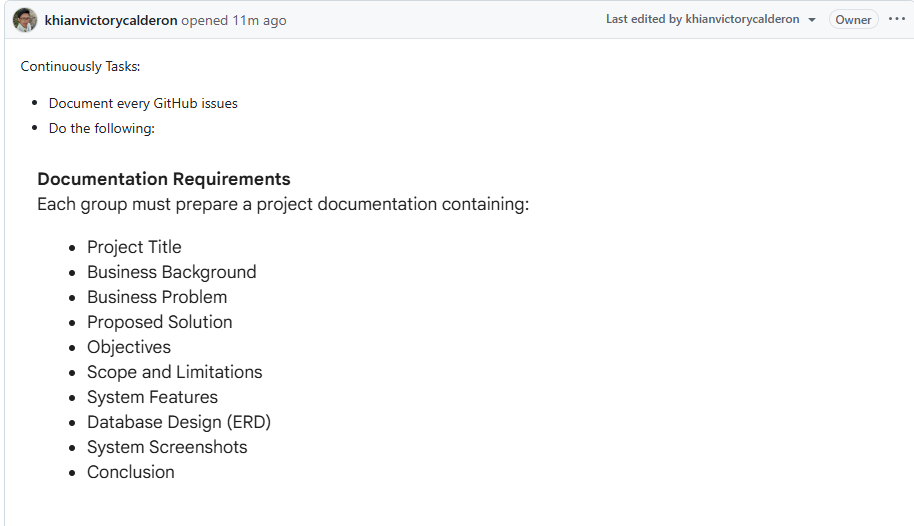 khianvictorycalderon opened 11m ago Last edited by khianvictorycalderon Owner
Continuously Tasks:
Document every GitHub issues
Do the following:
Documentation Requirements
Each group must prepare a project documentation containing:
Project Title
Business Background
Business Problem
Proposed Solution
Objectives
Scope and Limitations
System Features
Database Design (ERD)
System Screenshots
Conclusion